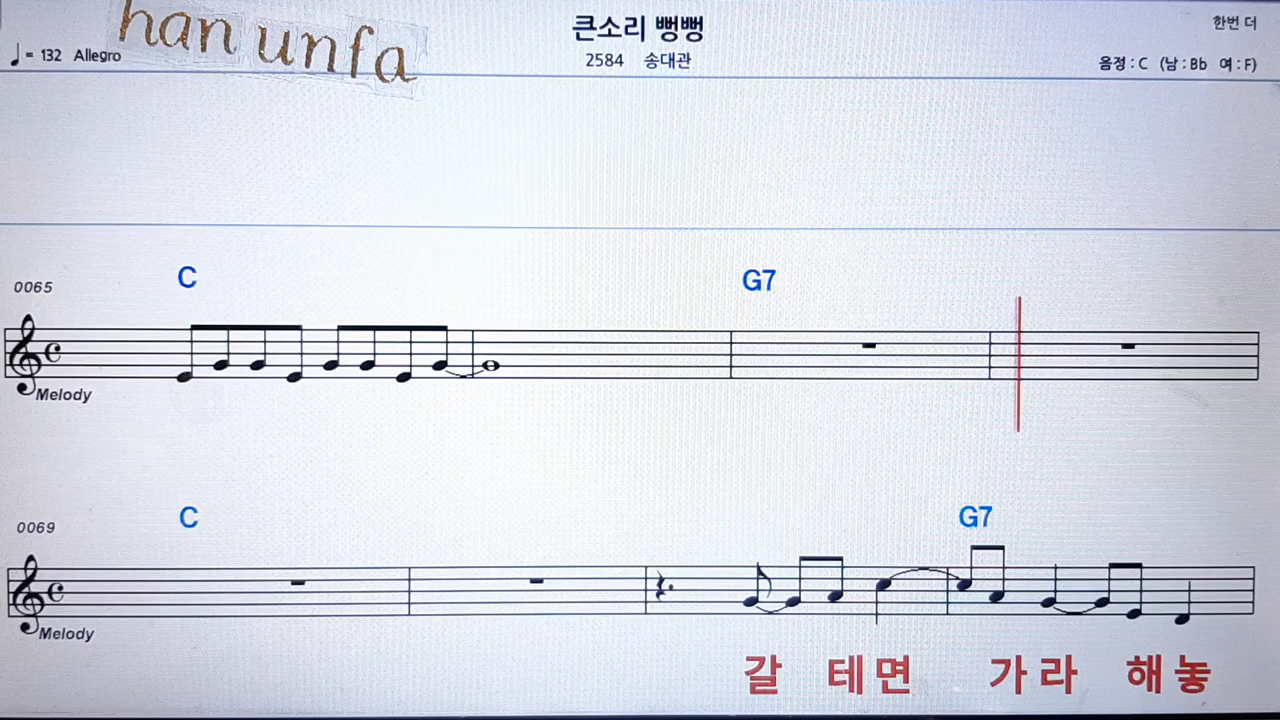 han unfa
큰소리 뻥뻥
한번 더
♩= 132 Allegro
2584 송대관
음정 : C (남 : Bb 여 : F)
C G7
0065
Melody
C G7
0069
Melody
갈 테면 가라 해놓